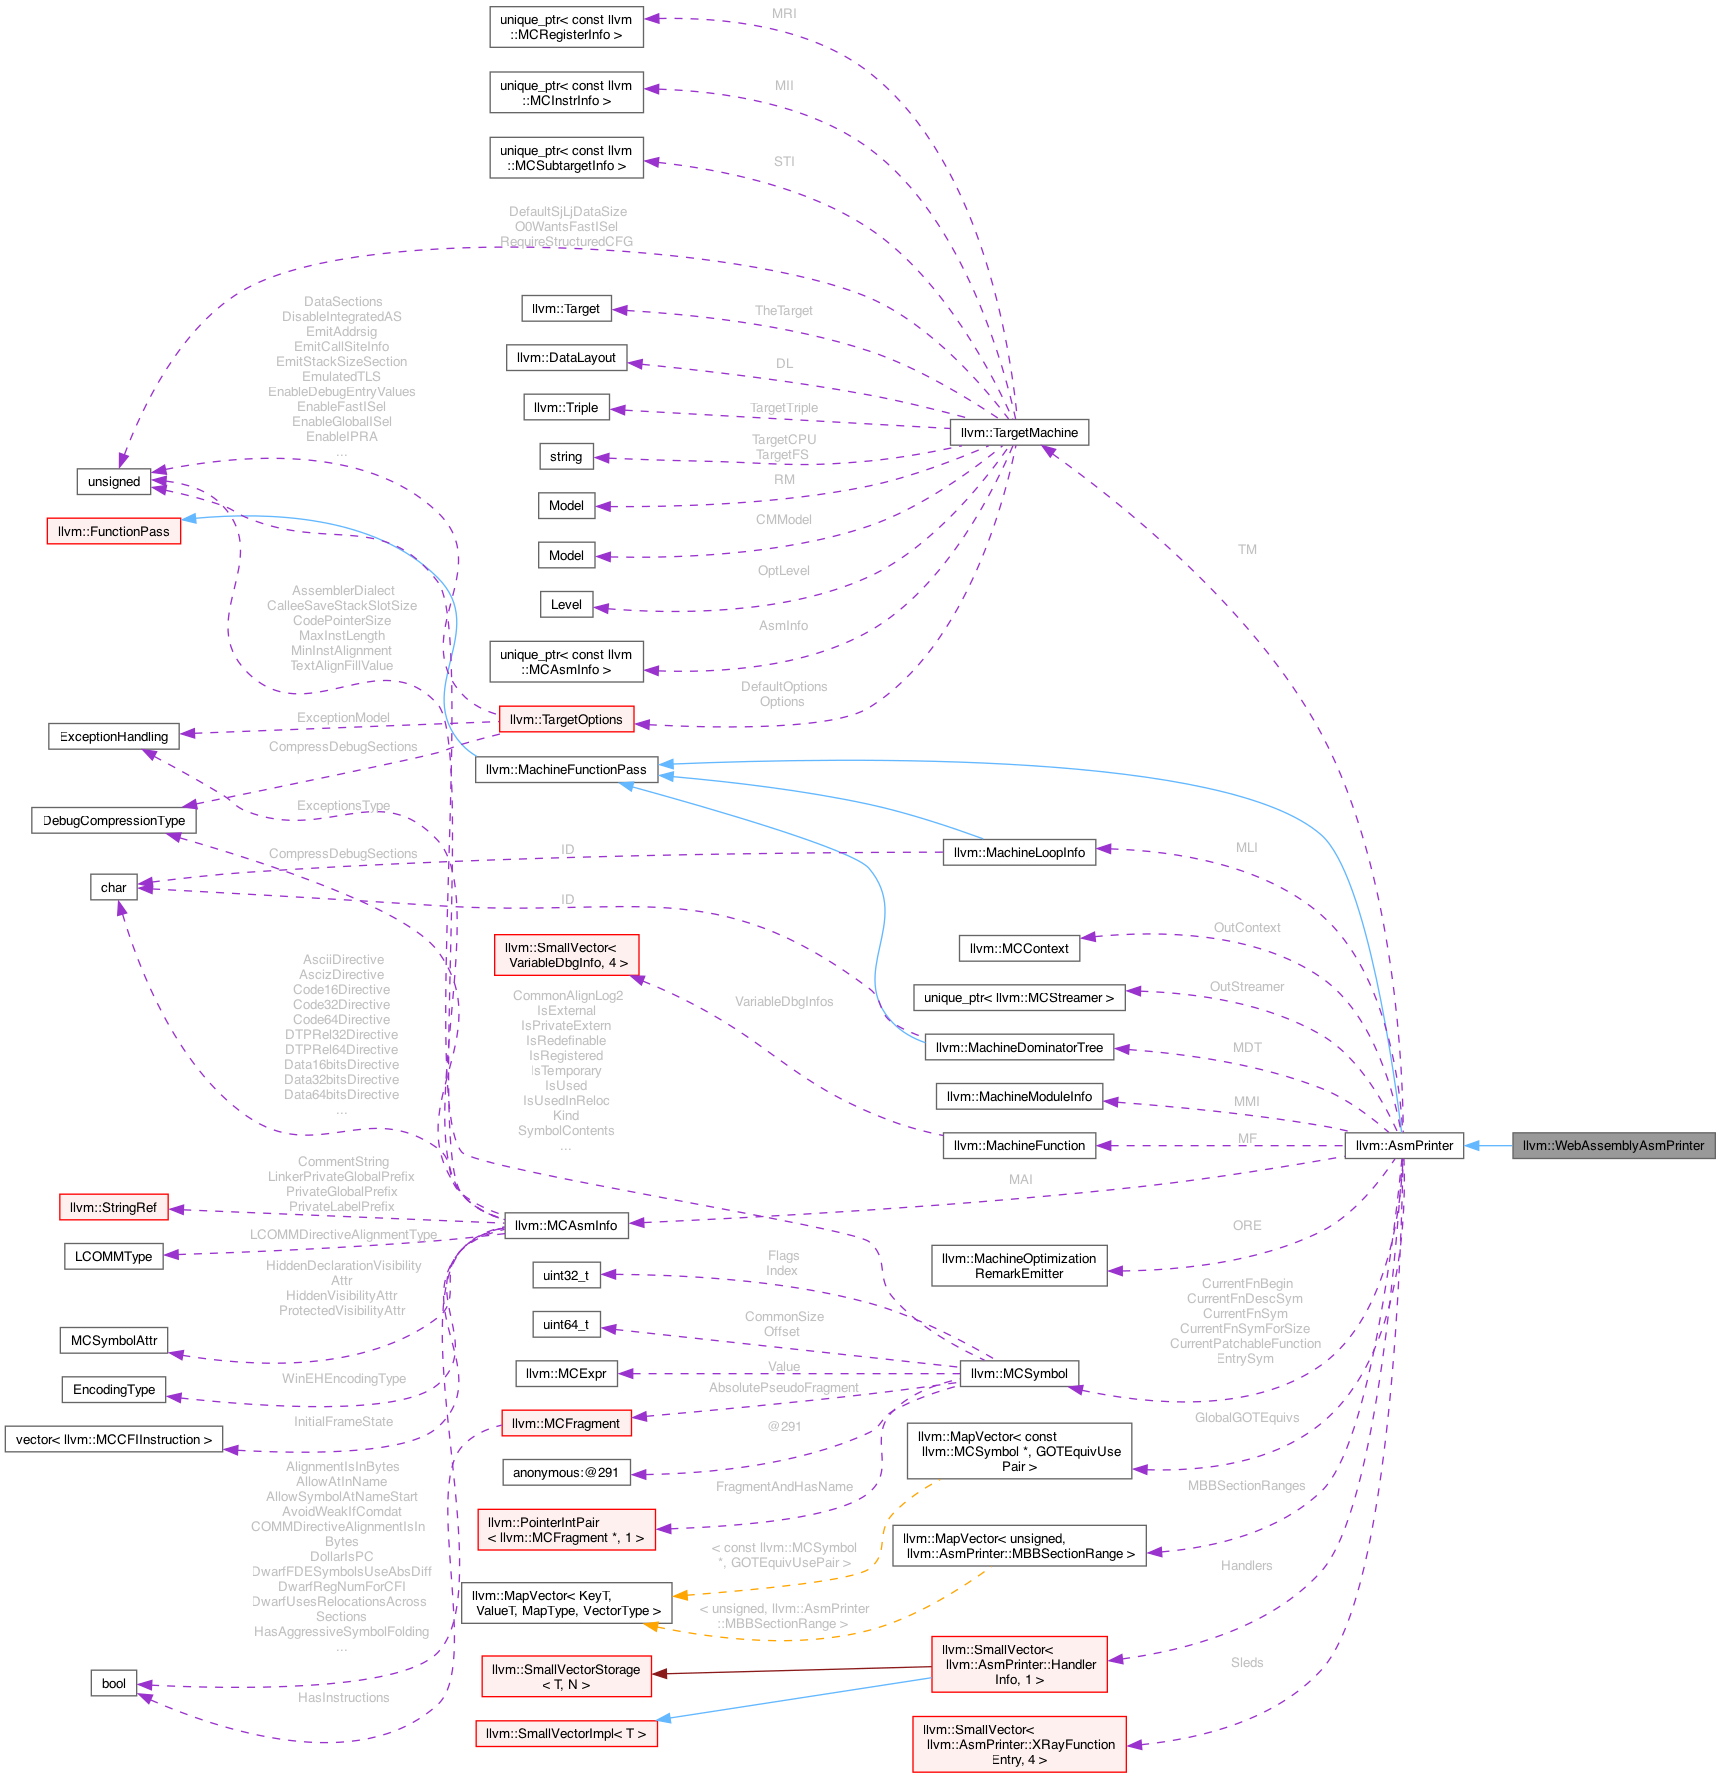 unique_ptr< const llvm
::MCRegisterInfo >
MRI
unique_ptr< const llvm
::MCInstrInfo >
MII
unique_ptr< const llvm
::MCSubtargetInfo >
STI
DefaultSjLjDataSize
O0WantsFastISel
RequireStructuredCFG
DataSections
DisableIntegratedAS
EmitAddrsig
EmitCallSiteInfo
EmitStackSizeSection
EmulatedTLS
EnableDebugEntryValues
EnableFastISel
EnableGlobalISel
EnableIPRA
...
llvm::Target
TheTarget
llvm::DataLayout
DL
llvm::Triple
TargetTriple
llvm::TargetMachine
string
TargetCPU
TargetFS
unsigned
Model
RM
llvm::FunctionPass
Model
CMModel
TM
Level
OptLevel
AssemblerDialect
CalleeSaveStackSlotSize
CodePointerSize
MaxInstLength
MinInstAlignment
TextAlignFillValue
unique_ptr< const llvm
::MCAsmInfo >
AsmInfo
DefaultOptions
Options
llvm::TargetOptions
ExceptionHandling
ExceptionModel
CompressDebugSections
llvm::MachineFunctionPass
DebugCompressionType
ExceptionsType
CompressDebugSections
ID
llvm::MachineLoopInfo
MLI
char
ID
llvm::SmallVector<
VariableDbgInfo, 4 >
llvm::MCContext
OutContext
AsciiDirective
AscizDirective
Code16Directive
Code32Directive
Code64Directive
DTPRel32Directive
DTPRel64Directive
Data16bitsDirective
Data32bitsDirective
Data64bitsDirective
...
CommonAlignLog2
IsExternal
IsPrivateExtern
IsRedefinable
IsRegistered
IsTemporary
IsUsed
IsUsedInReloc
Kind
SymbolContents
...
VariableDbgInfos
unique_ptr< llvm::MCStreamer >
OutStreamer
llvm::MachineDominatorTree
MDT
llvm::MachineModuleInfo
MMI
llvm::MachineFunction
MF
llvm::AsmPrinter
llvm::WebAssemblyAsmPrinter
CommentString
LinkerPrivateGlobalPrefix
PrivateGlobalPrefix
PrivateLabelPrefix
llvm::StringRef
MAI
llvm::MCAsmInfo
ORE
LCOMMType
LCOMMDirectiveAlignmentType
HiddenDeclarationVisibility
Attr
HiddenVisibilityAttr
ProtectedVisibilityAttr
uint32_t
Flags
Index
llvm::MachineOptimization
RemarkEmitter
uint64_t
CommonSize
Offset
CurrentFnBegin
CurrentFnDescSym
CurrentFnSym
CurrentFnSymForSize
CurrentPatchableFunction
EntrySym
MCSymbolAttr
llvm::MCExpr
Value
llvm::MCSymbol
EncodingType
WinEHEncodingType
AbsolutePseudoFragment
vector< llvm::MCCFIInstruction >
InitialFrameState
llvm::MCFragment
@291
GlobalGOTEquivs
llvm::MapVector< const
llvm::MCSymbol *, GOTEquivUse
Pair >
anonymous:@291
FragmentAndHasName
MBBSectionRanges
AlignmentIsInBytes
AllowAtInName
AllowSymbolAtNameStart
AvoidWeakIfComdat
COMMDirectiveAlignmentIsIn
Bytes
DollarIsPC
DwarfFDESymbolsUseAbsDiff
DwarfRegNumForCFI
DwarfUsesRelocationsAcross
Sections
HasAggressiveSymbolFolding
...
llvm::PointerIntPair
< llvm::MCFragment *, 1 >
< const llvm::MCSymbol
*, GOTEquivUsePair >
llvm::MapVector< unsigned,
llvm::AsmPrinter::MBBSectionRange >
Handlers
llvm::MapVector< KeyT,
ValueT, MapType, VectorType >
< unsigned, llvm::AsmPrinter
::MBBSectionRange >
llvm::SmallVector<
llvm::AsmPrinter::Handler
Info, 1 >
Sleds
llvm::SmallVectorStorage
< T, N >
bool
HasInstructions
llvm::SmallVectorImpl< T >
llvm::SmallVector<
llvm::AsmPrinter::XRayFunction
Entry, 4 >